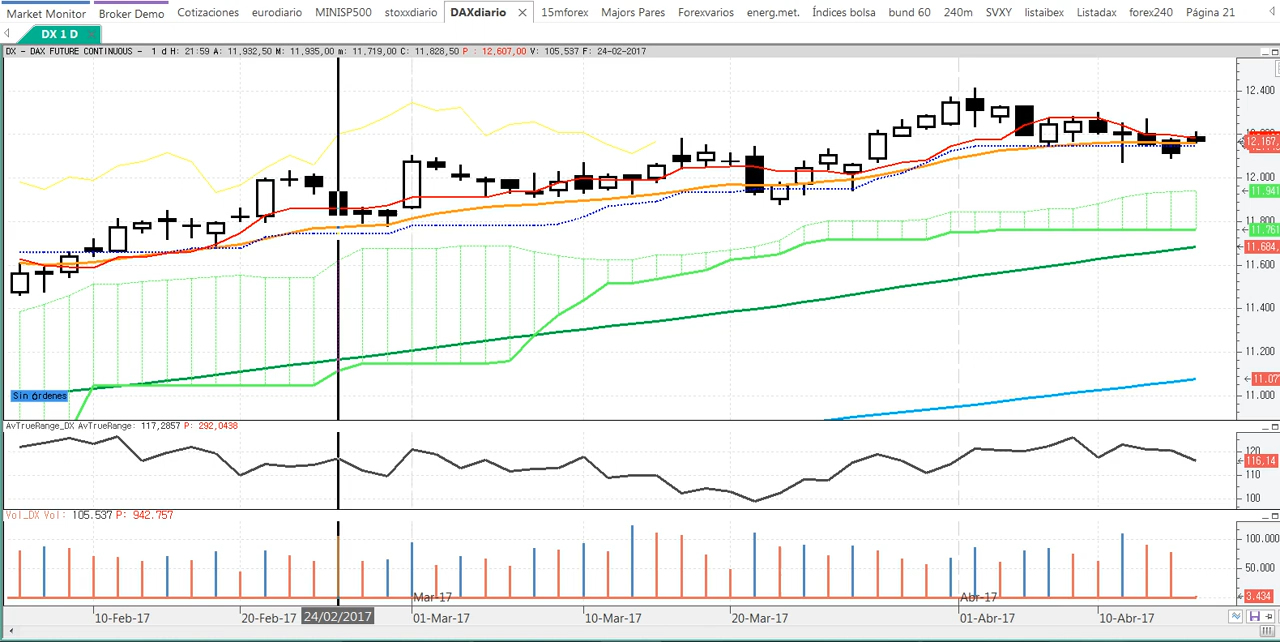 Market Monitor Broker Demo Cotizaciones eurodiario MINISP500 stoxxdiario DAXdiario 15mforex Majors Pares Forexvarios energ.met. Índices bolsa bund 60 240m SVXY listaibex Listadax forex240 Página 21
DX 1 D
DX - DAX FUTURE CONTINUOUS - 1 d H: 21:59 A: 11,932,50 M: 11,935,00 m: 11,719,00 C: 11,828,50 P : 12,607,00 V: 105.537 F: 24-02-2017
12.400
12.167,
12.000
11.941
11.800
11.761
11.684,
11.600
11.400
11.200
11.07
11.000
Sin órdenes
AvTrueRange_DX AvTrueRange: 117,2857 P: 292,0438
120
116,14
110
100
Vol_DX Vol: 105.537 P: 942.757
100.000
50.000
3.434
Mar-17 Abr-17
10-Feb-17 20-Feb-17 24/02/2017 01-Mar-17 10-Mar-17 20-Mar-17 01-Abr-17 10-Abr-17